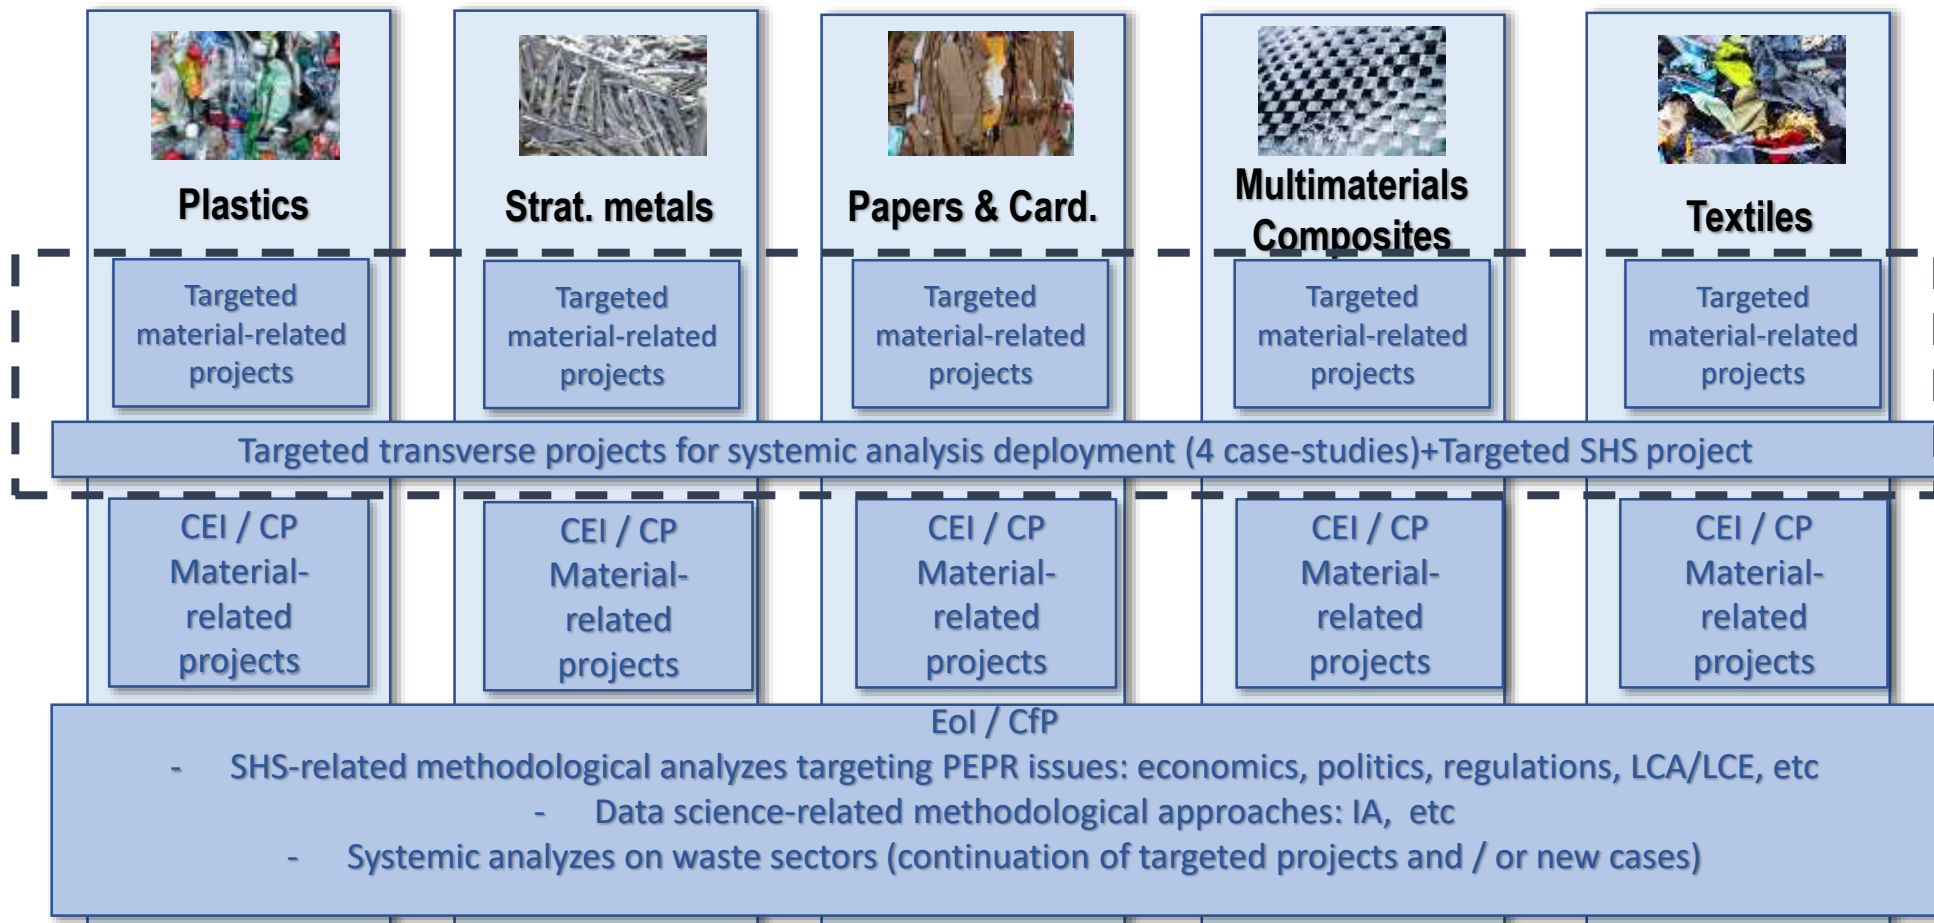 Plastics
Strat. metals
Papers & Card.
Multimaterials
Composites
Textiles
Targeted
material-related
projects
Targeted
material-related
projects
Targeted
material-related
projects
Targeted
material-related
projects
Targeted
material-related
projects
Targeted transverse projects for systemic analysis deployment (4 case-studies)+Targeted SHS project
CEI / CP
Material-
related
projects
CEI / CP
Material-
related
projects
CEI / CP
Material-
related
projects
CEI / CP
Material-
related
projects
CEI / CP
Material-
related
projects
EoI / CfP
- SHS-related methodological analyzes targeting PEPR issues: economics, politics, regulations, LCA/LCE, etc
- Data science-related methodological approaches: IA, etc
- Systemic analyzes on waste sectors (continuation of targeted projects and / or new cases)